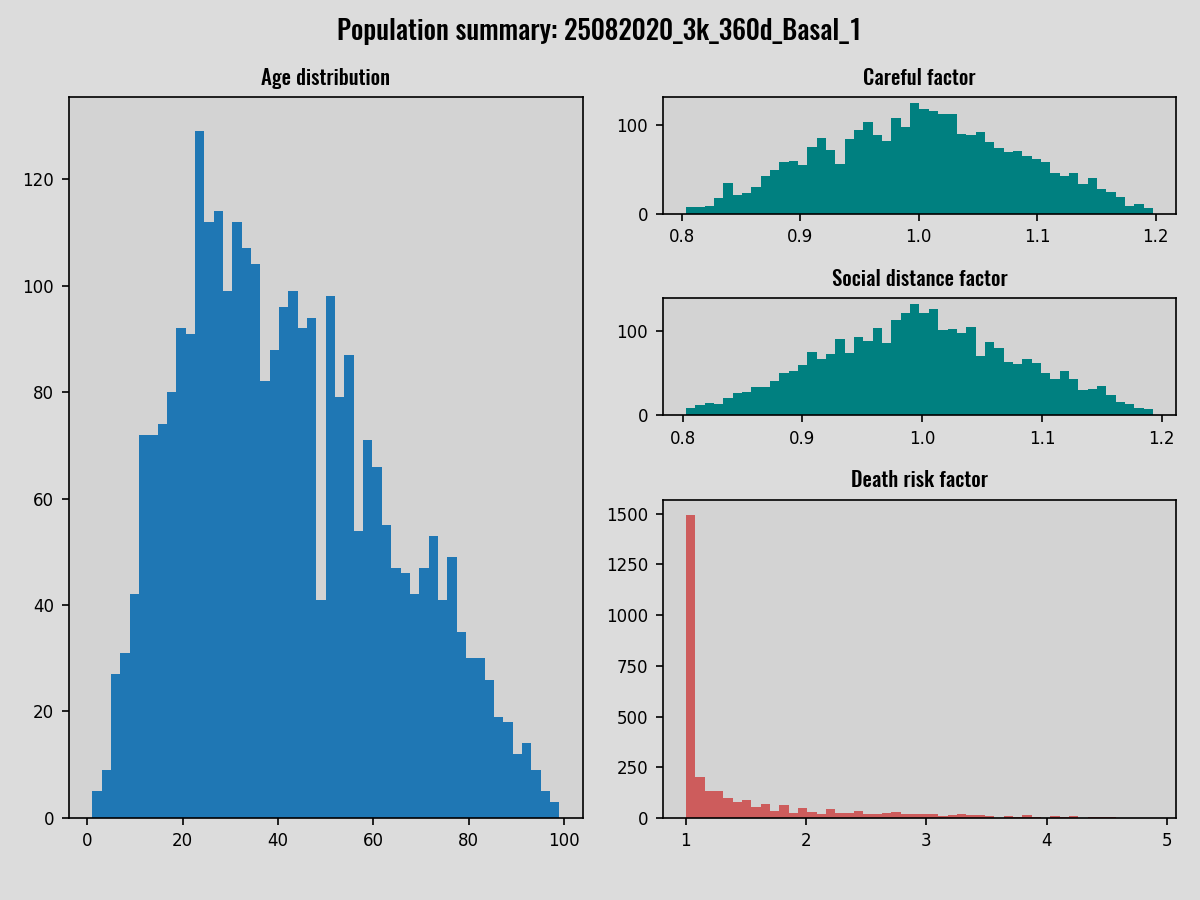 Population summary: 25082020_3k_360d_Basal_1
Age distribution
120
100
80
60
40
20
0
0 20 40 60 80 100
Careful factor
100
0
0.8 0.9 1.0 1.1 1.2
Social distance factor
100
0
0.8 0.9 1.0 1.1 1.2
Death risk factor
1500
1250
1000
750
500
250
0
1 2 3 4 5